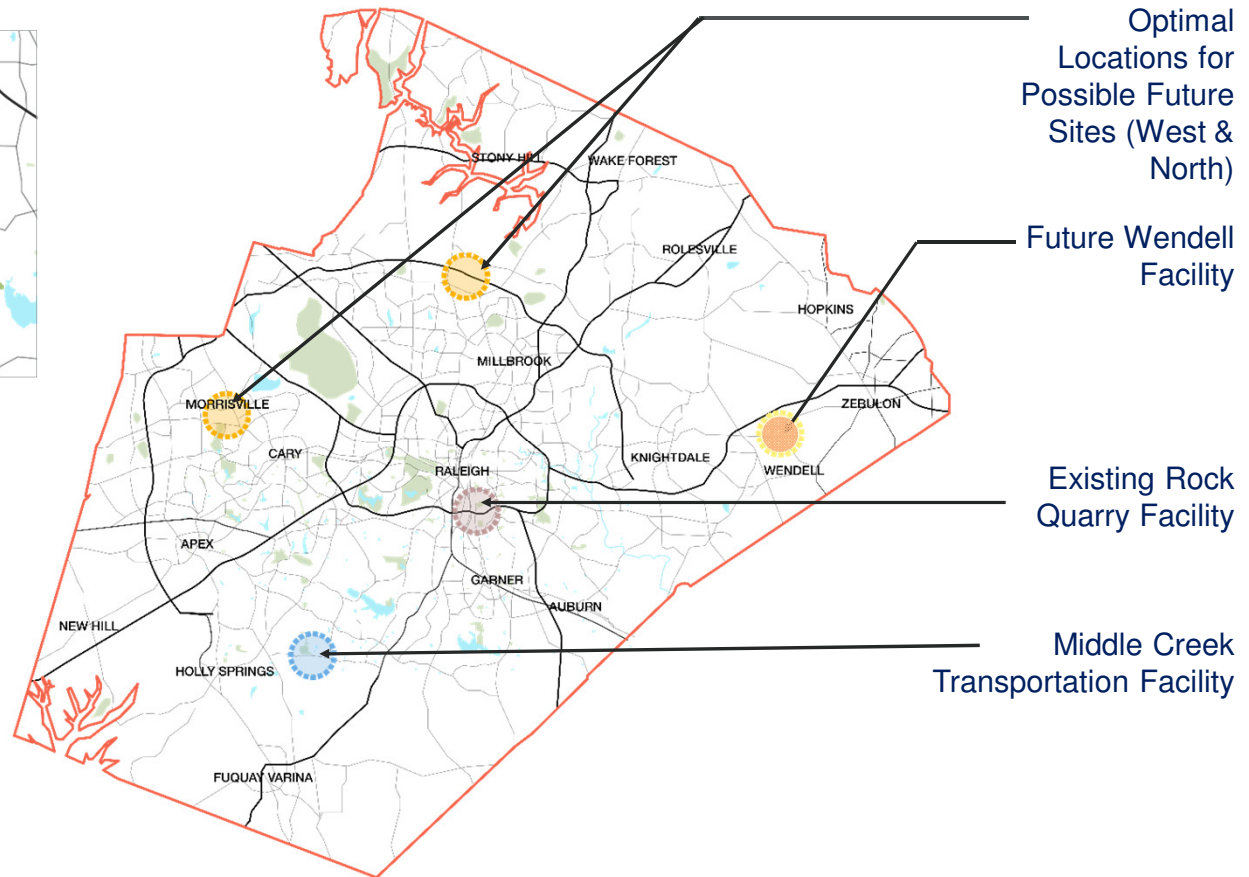 Optimal
Locations for
Possible Future
Sites (West &
North)
STONY HILL
WAKE FOREST
ROLESVILLE
Future Wendell
Facility
HOPKINS
MILLBROOK
MORRISVILLE
ZEBULON
CARY
KNIGHTDALE
RALEIGH
WENDELL
Existing Rock
Quarry Facility
APEX
GARNER
AUBURN
NEW HILL
HOLLY SPRINGS
Middle Creek
Transportation Facility
FUQUAY VARINA